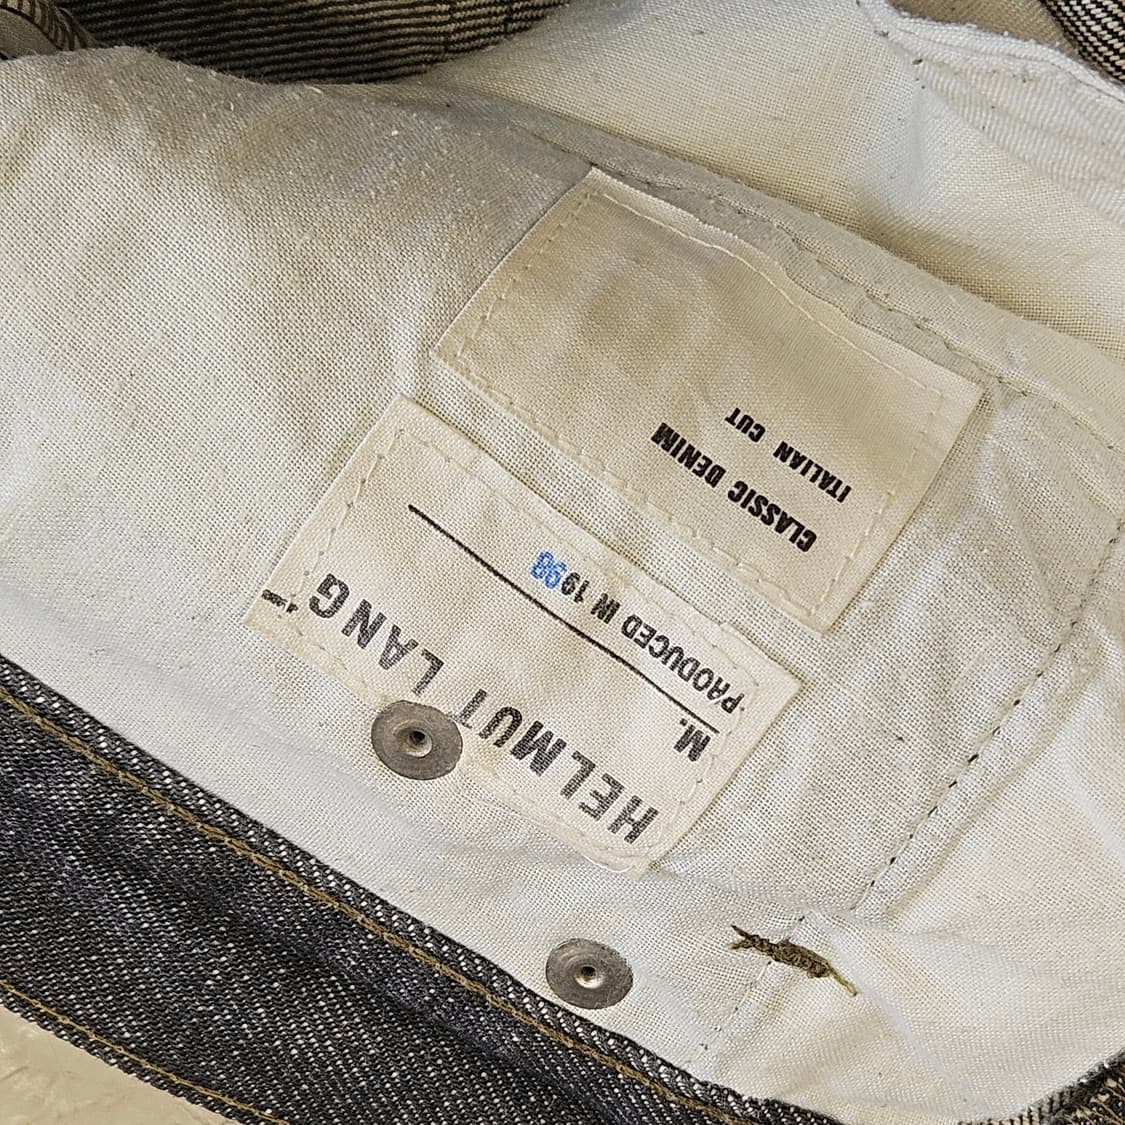 HELMUT LANG
M.
PRODUCED IN 1998
CLASSIC DENIM
ITALIAN CUT